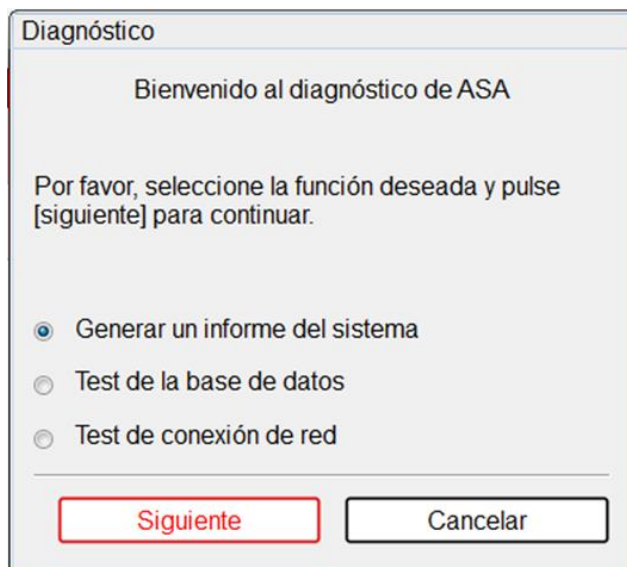 Diagnóstico
Bienvenido al diagnóstico de ASA
Por favor, seleccione la función deseada y pulse
[siguiente] para continuar.
Generar un informe del sistema
Test de la base de datos
Test de conexión de red
Siguiente
Cancelar